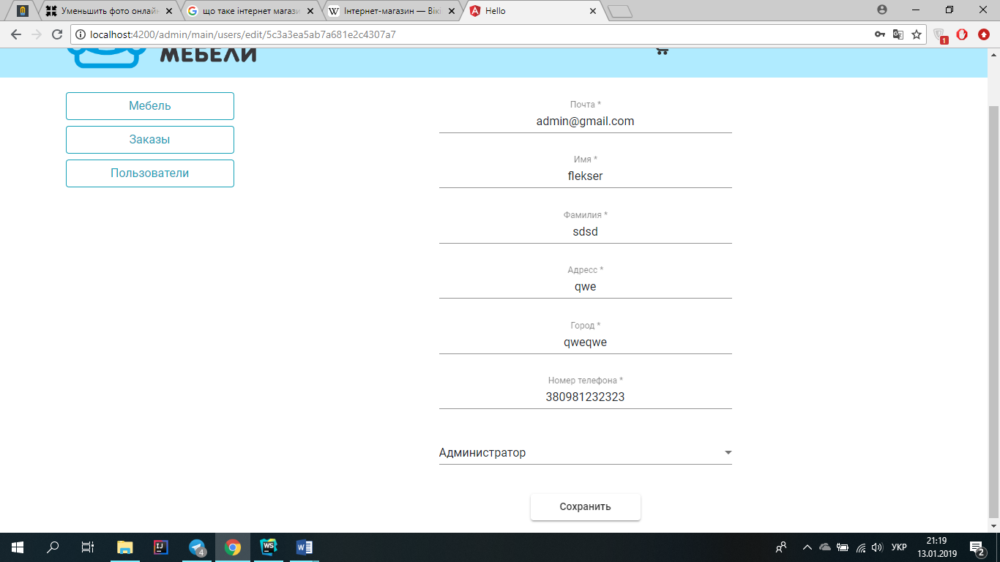 Уменьшить фото онлайн
що таке інтернет магазин
Інтернет-магазин — Вікі
Hello
localhost:4200/admin/main/users/edit/5c3a3ea5ab7a681e2c4307a7
1
МЕБЕЛИ
Мебель
Заказы
Пользователи
Почта *
admin@gmail.com
Имя *
flekser
Фамилия *
sdsd
Адресс *
qwe
Город *
qweqwe
Номер телефона *
380981232323
Администратор
Сохранить
IJ
4
WS
W
УКР
21:19
13.01.2019
2